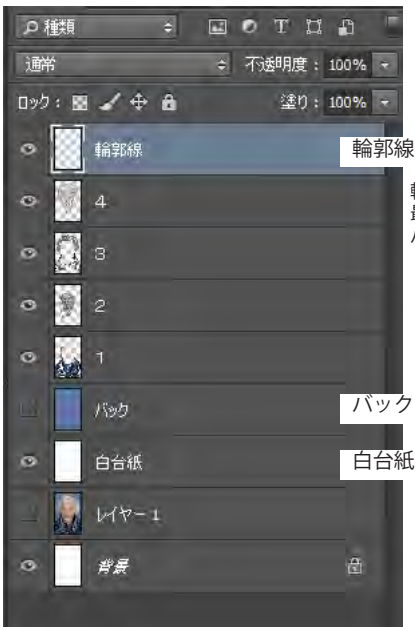 種類
通常 不透明度： 100%
ロック： 塗り： 100%
輪郭線 輪郭線
4
3
2
1
バック バック
白台紙 白台紙
レイヤー 1
背景